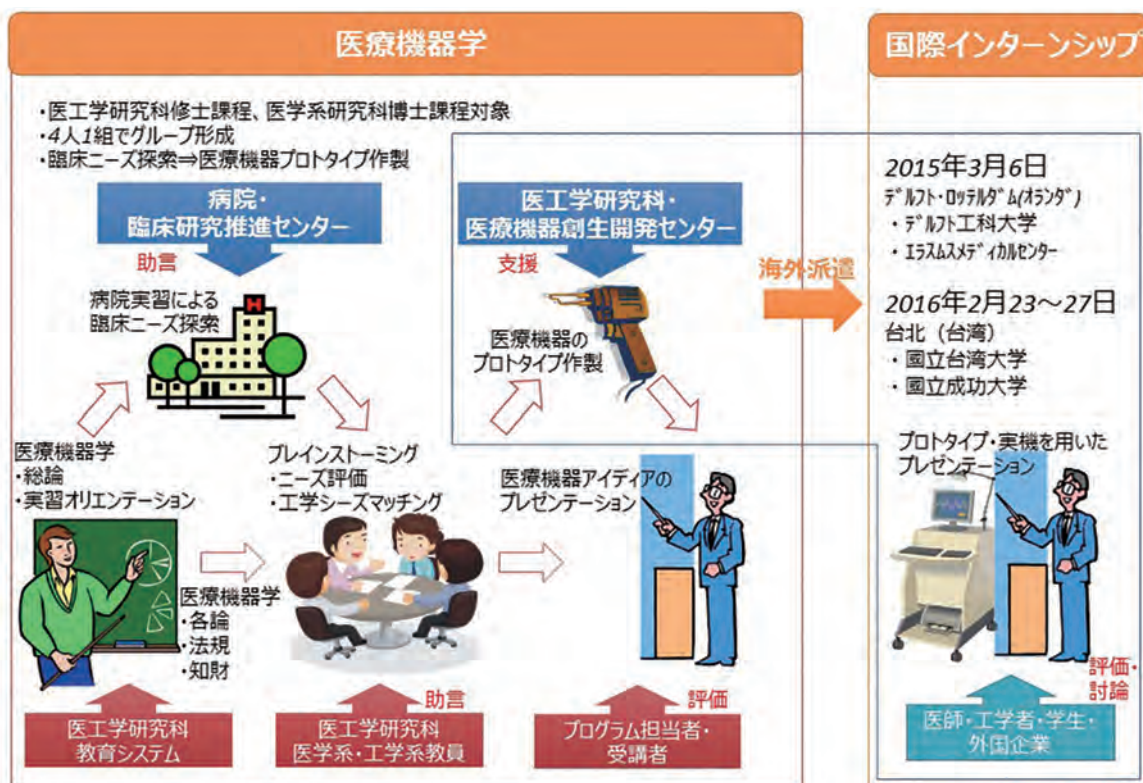 医療機器学
・医工学研究科修士課程、医学系研究科博士課程対象
・4人1組でグループ形成
・臨床ニーズ探索⇒医療機器プロトタイプ作製
病院・
臨床研究推進センター
助言
病院実習による
臨床ニーズ探索
医工学研究科・
医療機器創生開発センター
支援
医療機器の
プロトタイプ作製
医療機器学
・総論
・実習オリエンテーション
医療機器学
・各論
・法規
・知財
ブレインストーミング
・ニーズ評価
・工学シーズマッチング
医療機器アイディアの
プレゼンテーション
医工学研究科
教育システム
助言
医工学研究科
医学系・工学系教員
評価
プログラム担当者・
受講者
海外派遣
国際インターンシップ
2015年3月6日
ﾃﾞﾙﾌﾄ・ﾛｯﾃﾙﾀﾞﾑ(ｵﾗﾝﾀﾞ)
・ﾃﾞﾙﾌﾄ工科大学
・ｴﾗｽﾑｽﾒﾃﾞｨｶﾙｾﾝﾀｰ
2016年2月23～27日
台北（台湾）
・國立台湾大学
・國立成功大学
プロトタイプ・実機を用いた
プレゼンテーション
評価・
討論
医師・工学者・学生・
外国企業
H